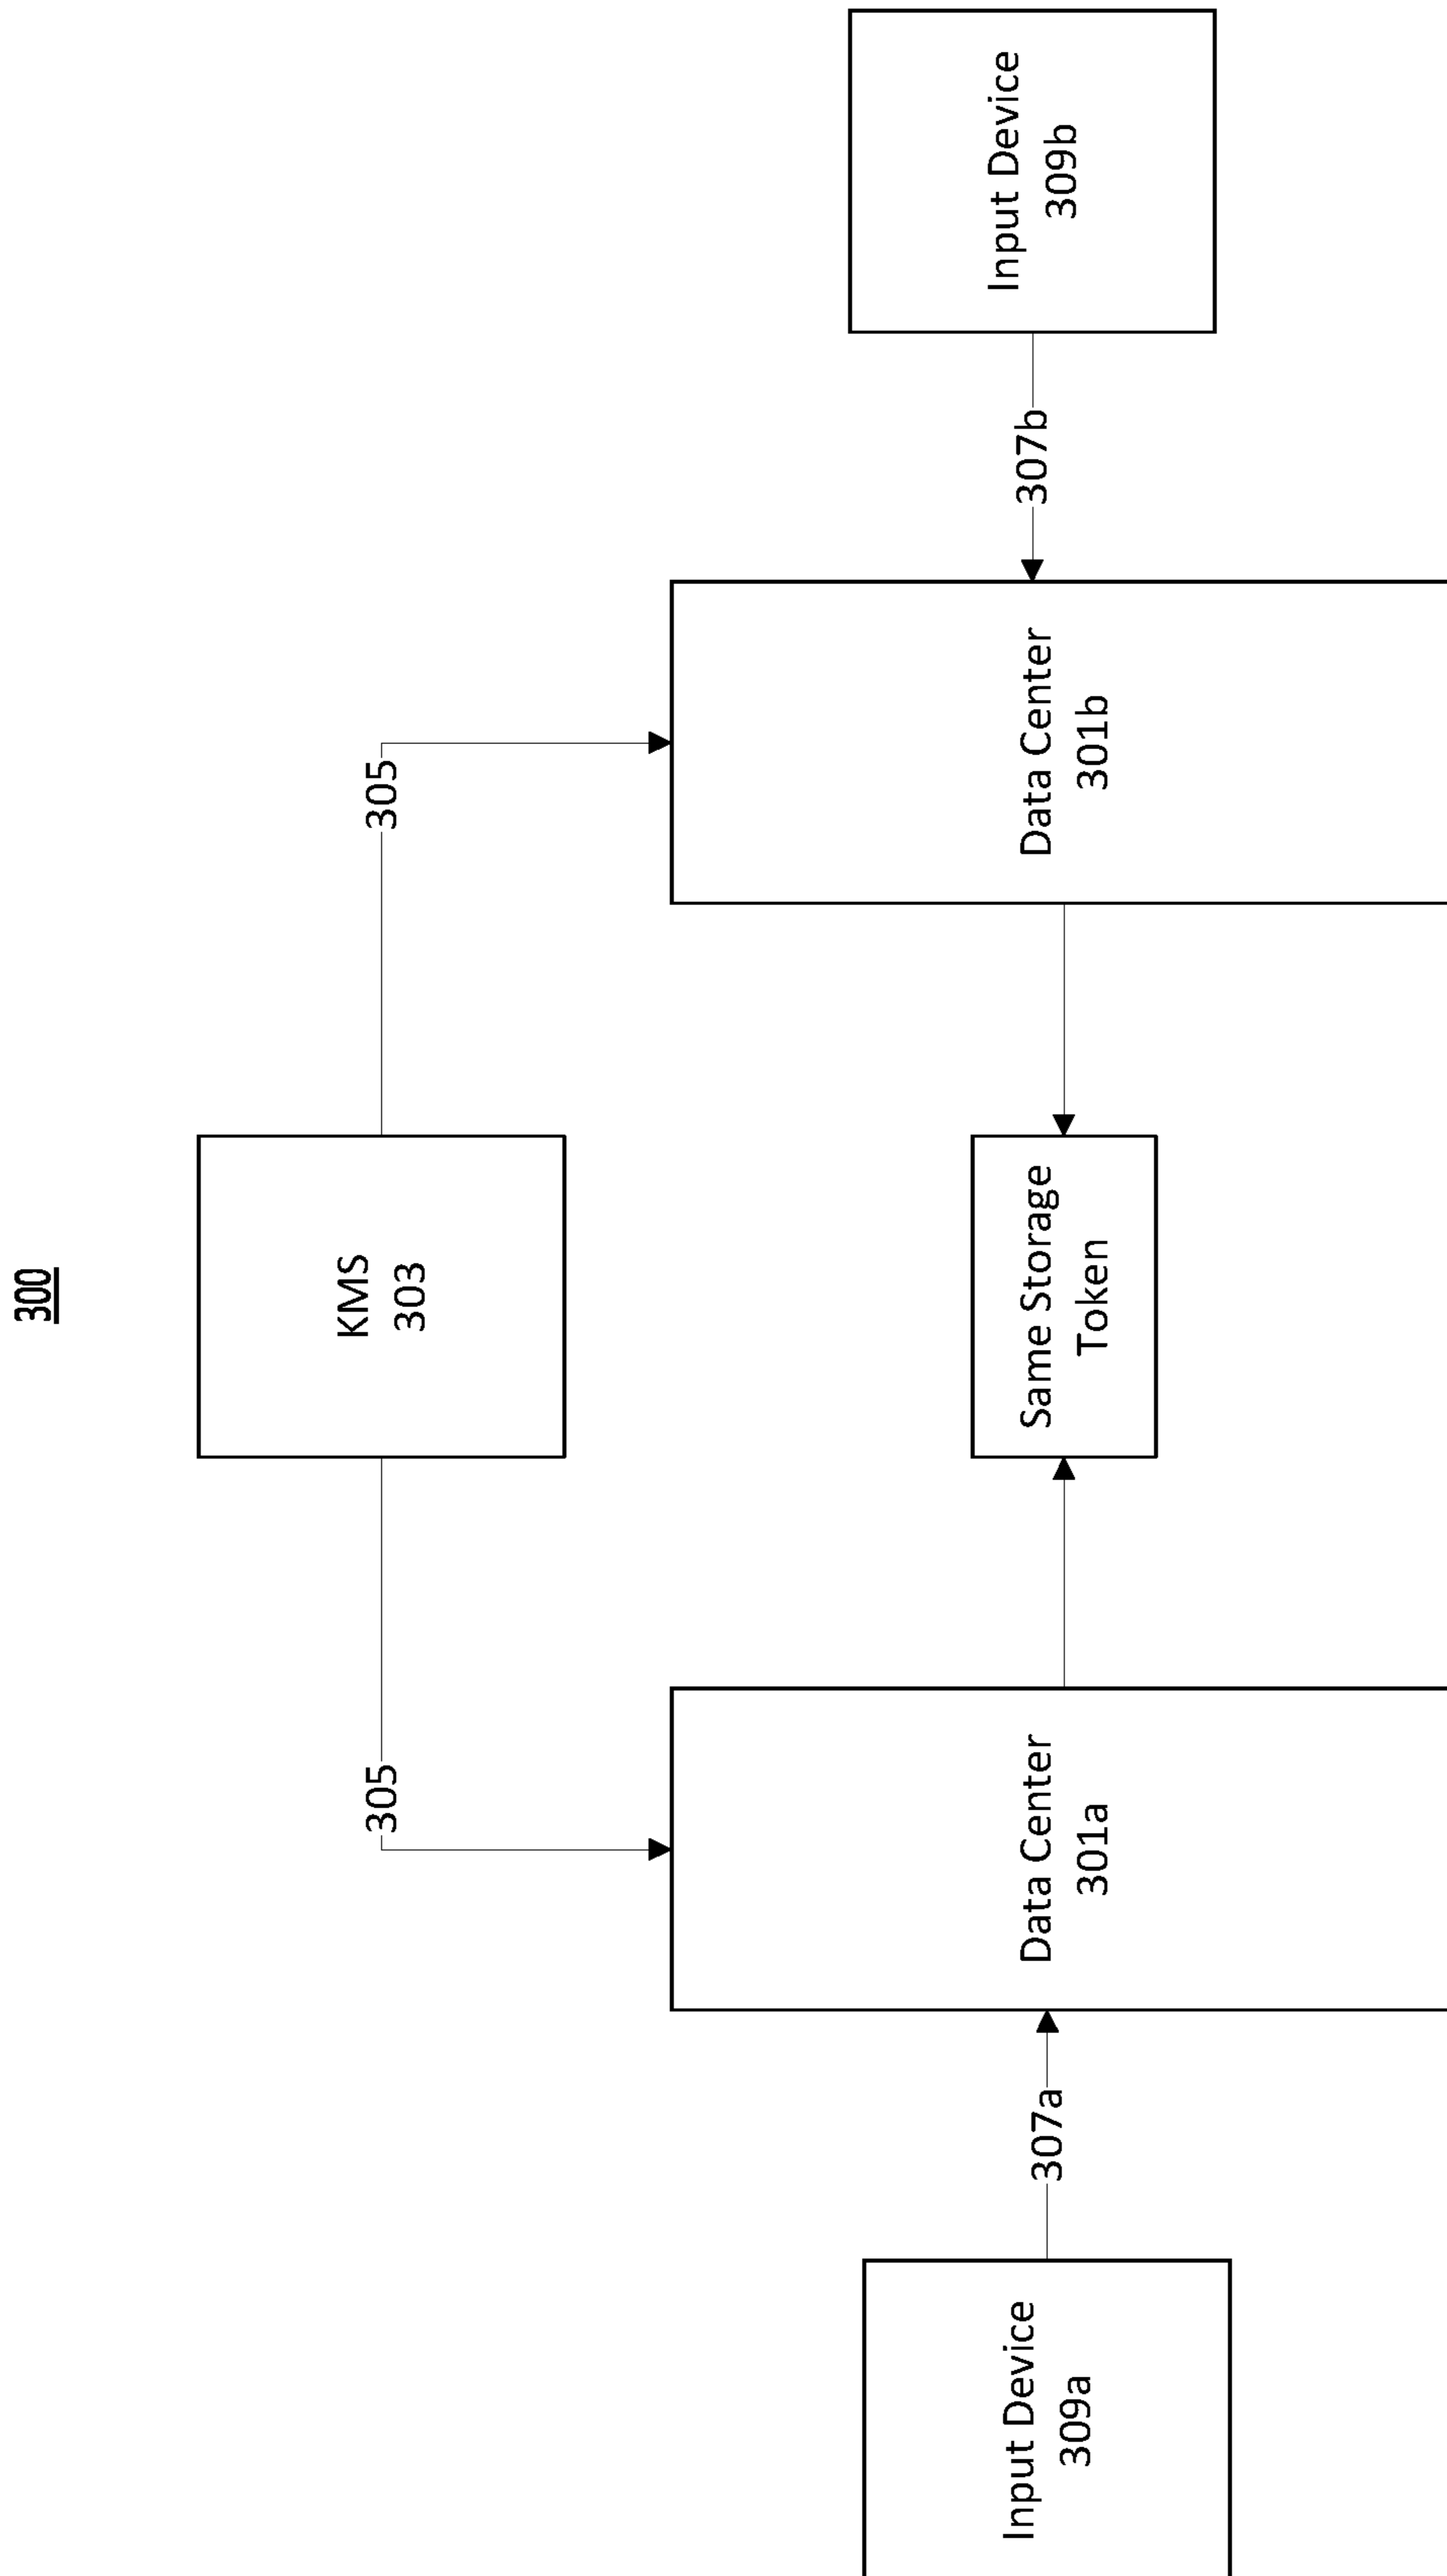 300
KMS
303
305
305
Input Device
309a
307a
Data Center
301a
Same Storage
Token
Data Center
301b
307b
Input Device
309b